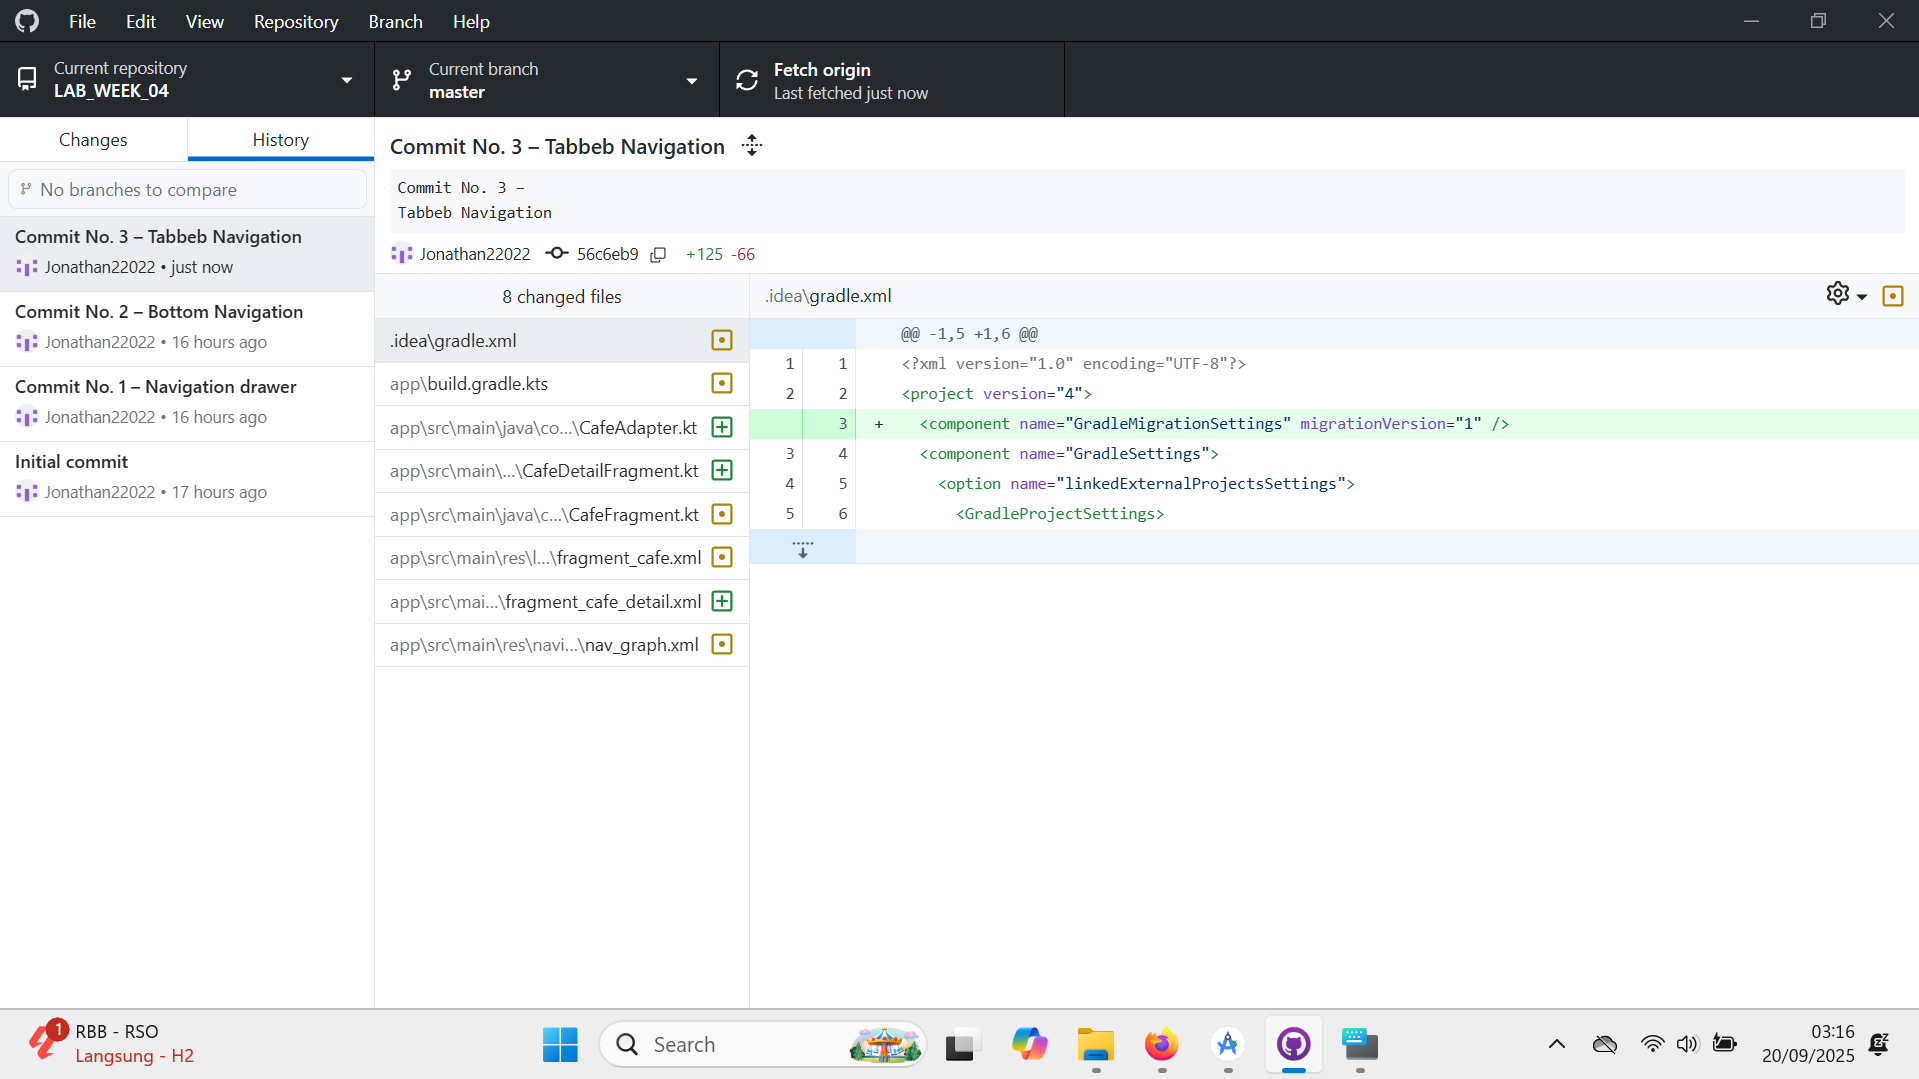 File Edit View Repository Branch Help
Current repository
LAB_WEEK_04
Current branch
master
Fetch origin
Last fetched just now
Changes
History
No branches to compare
Commit No. 3 – Tabbeb Navigation
Jonathan22022 • just now
Commit No. 2 – Bottom Navigation
Jonathan22022 • 16 hours ago
Commit No. 1 – Navigation drawer
Jonathan22022 • 16 hours ago
Initial commit
Jonathan22022 • 17 hours ago
Commit No. 3 – Tabbeb Navigation
Commit No. 3 –
Tabbeb Navigation
Jonathan22022 56c6eb9 +125 -66
8 changed files
.idea\gradle.xml
app\build.gradle.kts
app\src\main\java\co...\CafeAdapter.kt
app\src\main\...\CafeDetailFragment.kt
app\src\main\java\c...\CafeFragment.kt
app\src\main\res\l...\fragment_cafe.xml
app\src\mai...\fragment_cafe_detail.xml
app\src\main\res\navi...\nav_graph.xml
.idea\gradle.xml
@@ -1,5 +1,6 @@
1 1 <?xml version="1.0" encoding="UTF-8"?>
2 2 <project version="4">
3 + <component name="GradleMigrationSettings" migrationVersion="1" />
3 4 <component name="GradleSettings">
4 5 <option name="linkedExternalProjectsSettings">
5 6 <GradleProjectSettings>
1
RBB - RSO
Langsung - H2
Search
03:16
20/09/2025